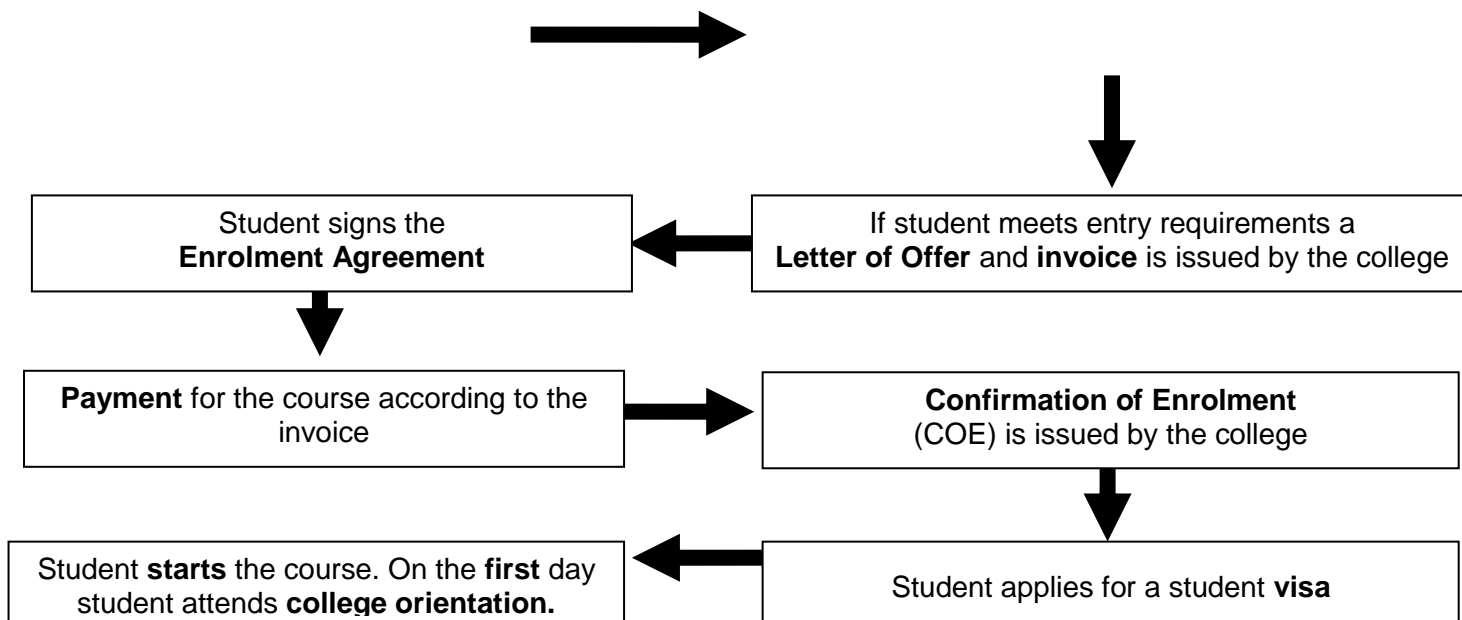 Student signs the
Enrolment Agreement
If student meets entry requirements a
Letter of Offer and invoice is issued by the college
Payment for the course according to the
invoice
Confirmation of Enrolment
(COE) is issued by the college
Student starts the course. On the first day
student attends college orientation.
Student applies for a student visa